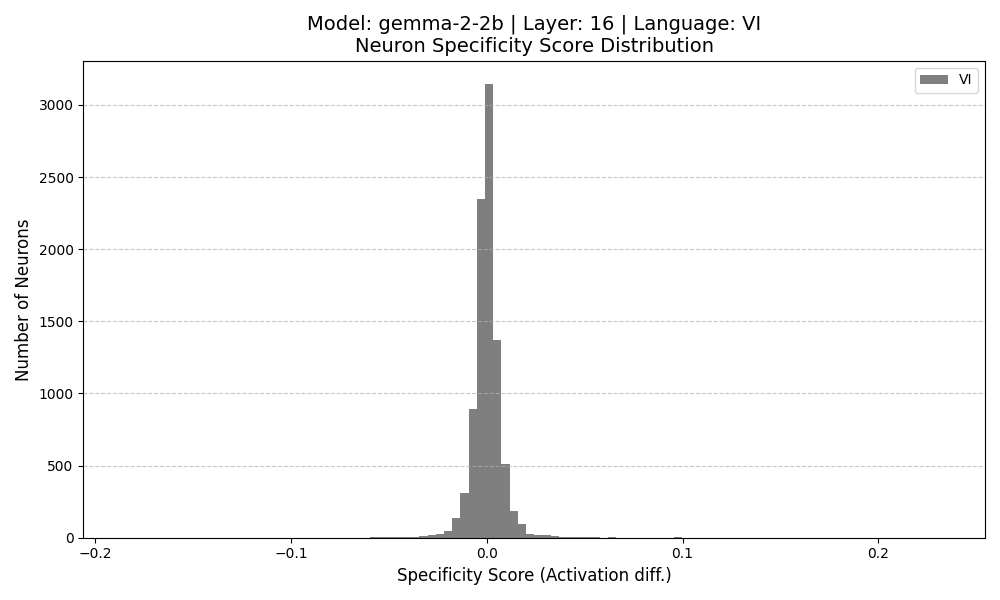 Model: gemma-2-2b | Layer: 16 | Language: VI
Neuron Specificity Score Distribution
VI
Number of Neurons
3000
2500
2000
1500
1000
500
0
−0.2
−0.1
0.0
0.1
0.2
Specificity Score (Activation diff.)